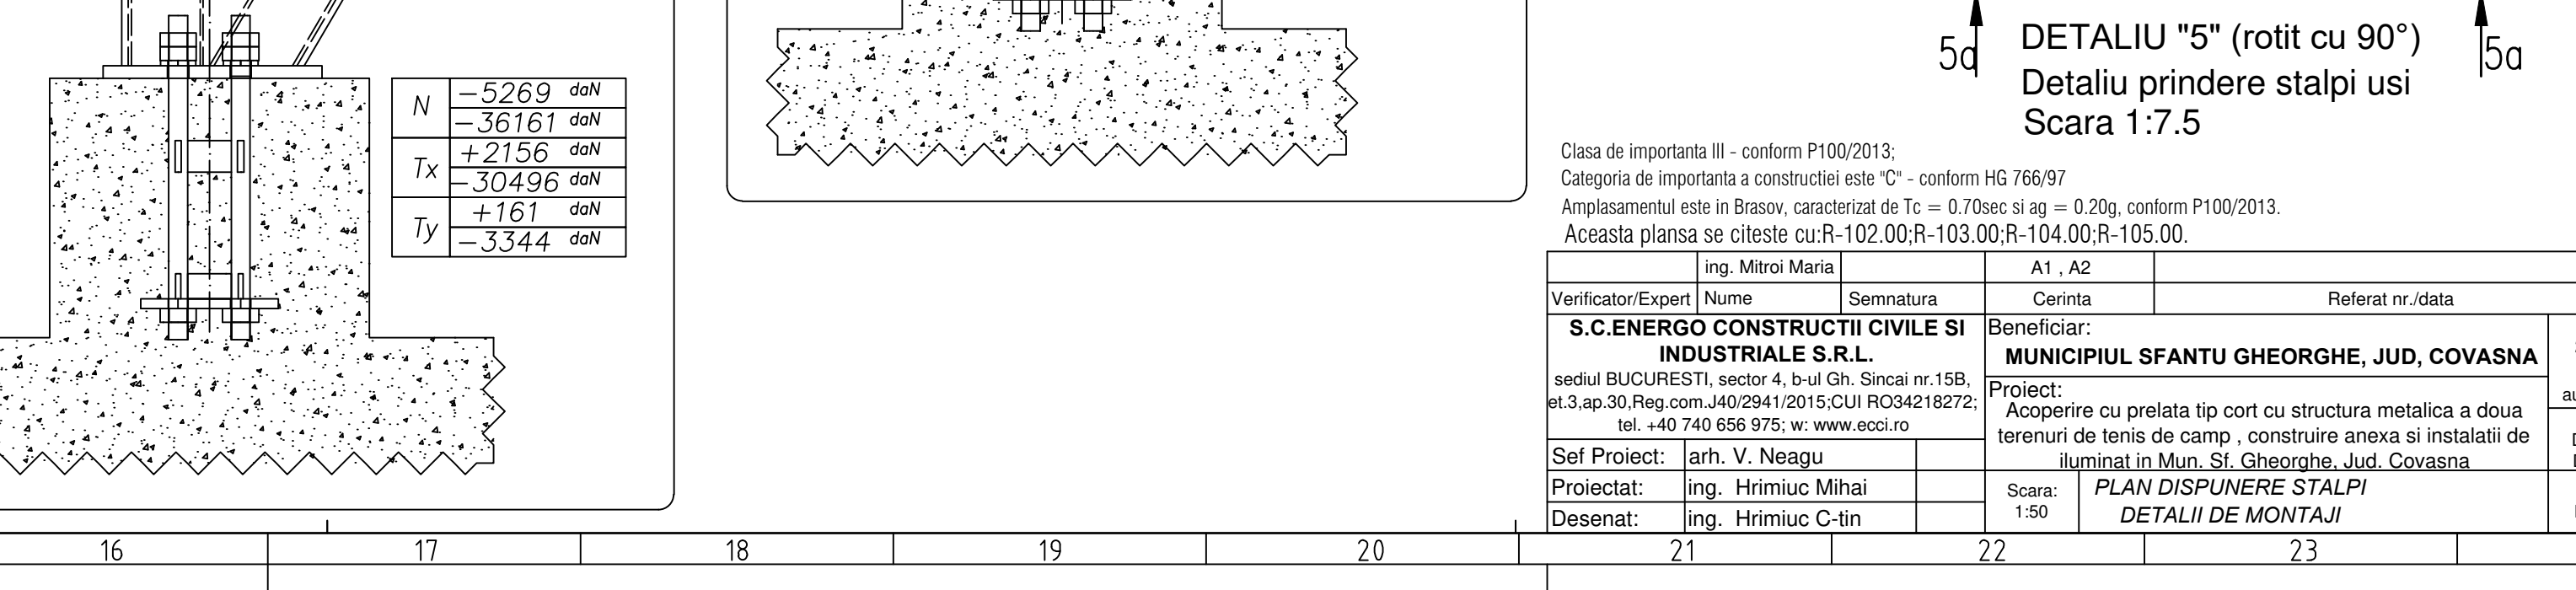 N
-5269 daN
-36161 daN
Tx
+2156 daN
-30496 daN
Ty
+161 daN
-3344 daN
5a
5a
DETALIU "5" (rotit cu 90°)
Detaliu prindere stalpi usi
Scara 1:7.5
Clasa de importanta III - conform P100/2013;
Categoria de importanta a constructiei este "C" - conform HG 766/97
Amplasamentul este in Brasov, caracterizat de Tc = 0.70sec si ag = 0.20g, conform P100/2013.
Aceasta plansa se citeste cu:R-102.00;R-103.00;R-104.00;R-105.00.
ing. Mitroi Maria A1 , A2
Verificator/Expert Nume Semnatura Cerinta Referat nr./data
S.C.ENERGO CONSTRUCTII CIVILE SI
INDUSTRIALE S.R.L.
sediul BUCURESTI, sector 4, b-ul Gh. Sincai nr.15B,
et.3,ap.30,Reg.com.J40/2941/2015;CUI RO34218272;
tel. +40 740 656 975; w: www.ecci.ro
Beneficiar:
MUNICIPIUL SFANTU GHEORGHE, JUD, COVASNA
Proiect:
Acoperire cu prelata tip cort cu structura metalica a doua
terenuri de tenis de camp , construire anexa si instalatii de
iluminat in Mun. Sf. Gheorghe, Jud. Covasna
Sef Proiect: arh. V. Neagu
Proiectat: ing. Hrimiuc Mihai
Desenat: ing. Hrimiuc C-tin
Scara:
1:50
PLAN DISPUNERE STALPI
DETALII DE MONTAJI
16 17 18 19 20 21 22 23